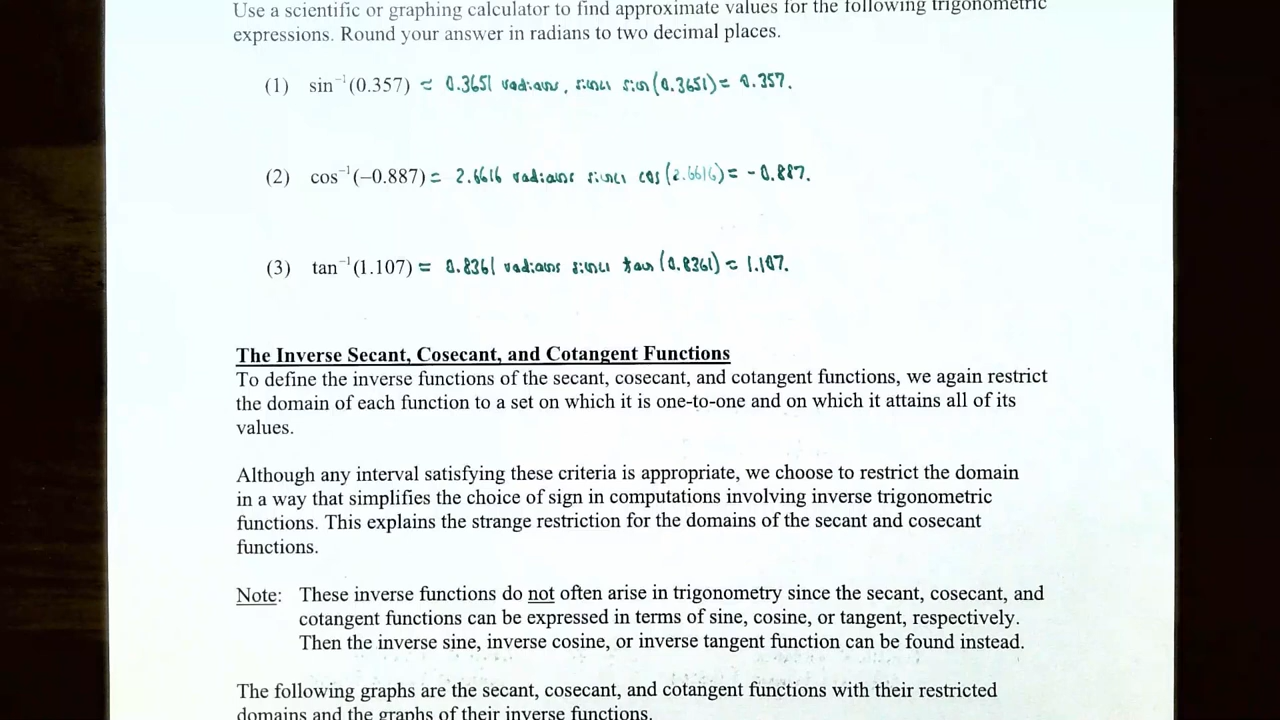 Use a scientific or graphing calculator to find approximate values for the following trigonometric
expressions. Round your answer in radians to two decimal places.
(1) sin⁻¹(0.357) ≈ 0.3651 radians, since sin(0.3651) ≈ 0.357.
(2) cos⁻¹(−0.887) ≈ 2.6616 radians since cos(2.6616) ≈ -0.887.
(3) tan⁻¹(1.107) ≈ 0.8361 radians since tan(0.8361) ≈ 1.107.
The Inverse Secant, Cosecant, and Cotangent Functions
To define the inverse functions of the secant, cosecant, and cotangent functions, we again restrict
the domain of each function to a set on which it is one-to-one and on which it attains all of its
values.
Although any interval satisfying these criteria is appropriate, we choose to restrict the domain
in a way that simplifies the choice of sign in computations involving inverse trigonometric
functions. This explains the strange restriction for the domains of the secant and cosecant
functions.
Note: These inverse functions do not often arise in trigonometry since the secant, cosecant, and
cotangent functions can be expressed in terms of sine, cosine, or tangent, respectively.
Then the inverse sine, inverse cosine, or inverse tangent function can be found instead.
The following graphs are the secant, cosecant, and cotangent functions with their restricted
domains and the graphs of their inverse functions.